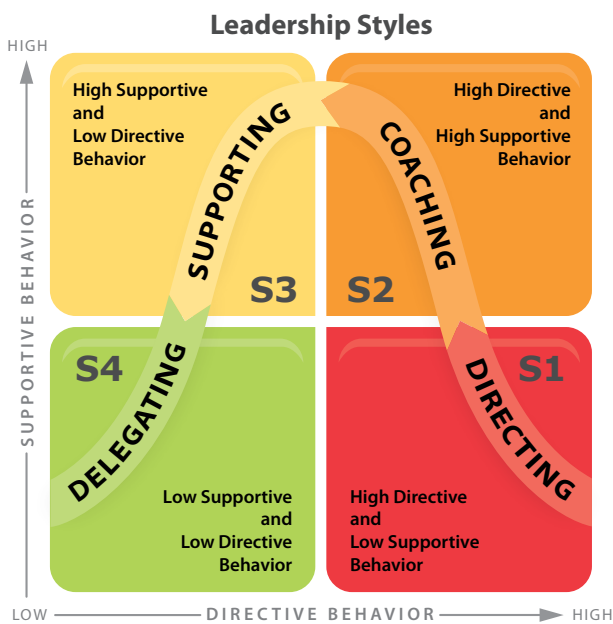 Leadership Styles
HIGH
SUPPORTIVE BEHAVIOR
High Supportive
and
Low Directive
Behavior
SUPPORTING
S3
High Directive
and
High Supportive
Behavior
COACHING
S2
S4
DELEGATING
Low Supportive
and
Low Directive
Behavior
S1
DIRECTING
High Directive
and
Low Supportive
Behavior
LOW
DIRECTIVE BEHAVIOR
HIGH